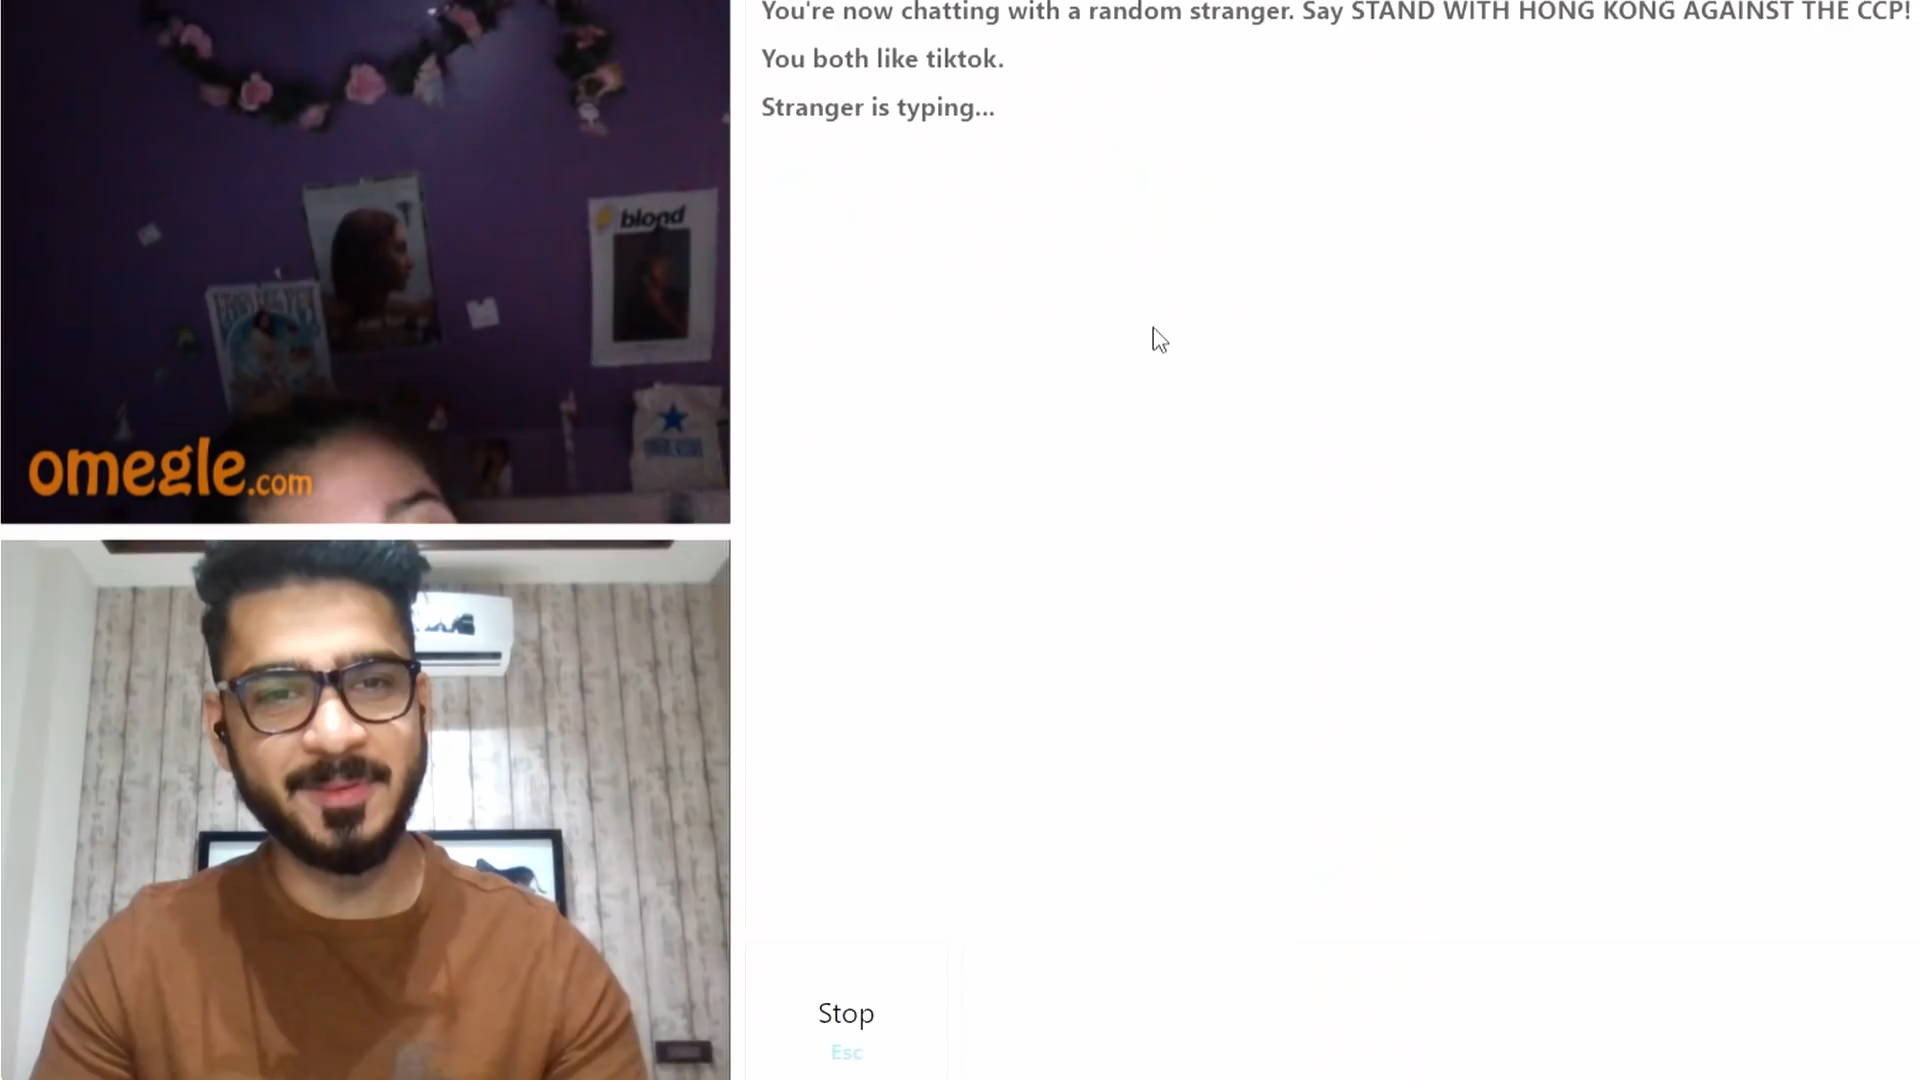 You're now chatting with a random stranger. Say STAND WITH HONG KONG AGAINST THE CCP!
You both like tiktok.
Stranger is typing...
blond
omegle.com
Stop
Esc